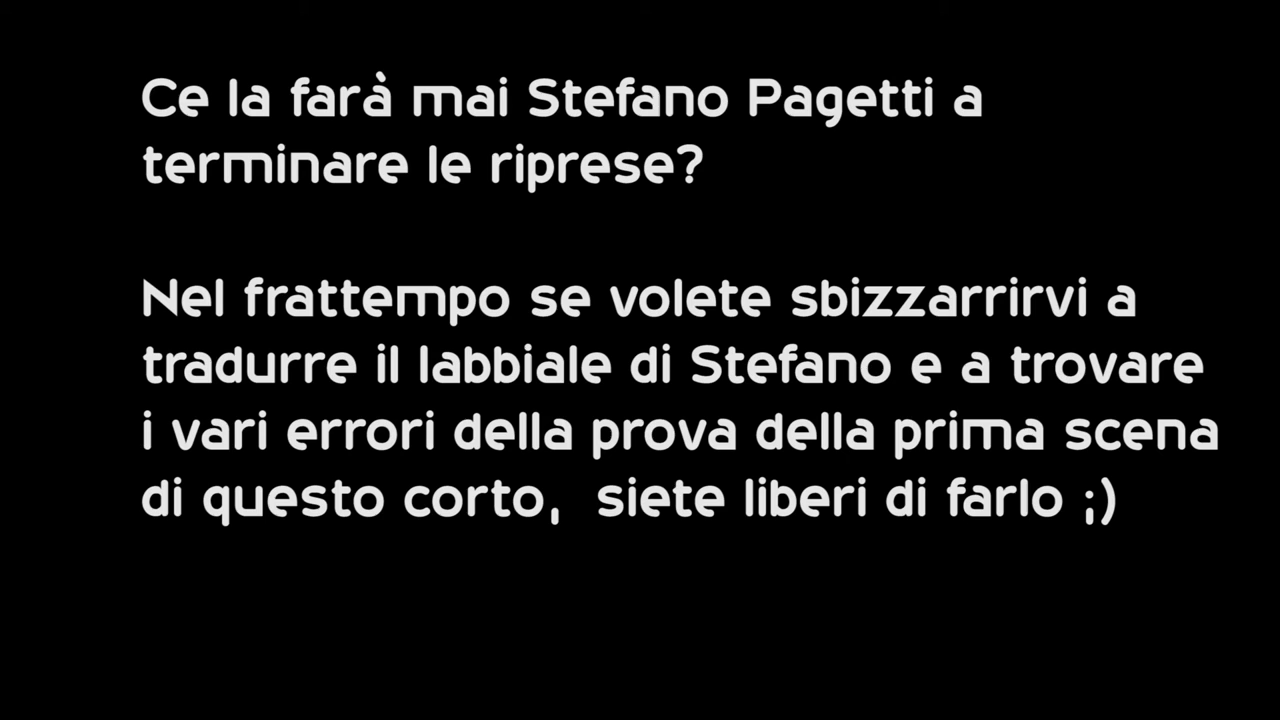 Ce la farà mai Stefano Pagetti a
terminare le riprese?
Nel frattempo se volete sbizzarrirvi a
tradurre il labbiale di Stefano e a trovare
i vari errori della prova della prima scena
di questo corto,  siete liberi di farlo ;)